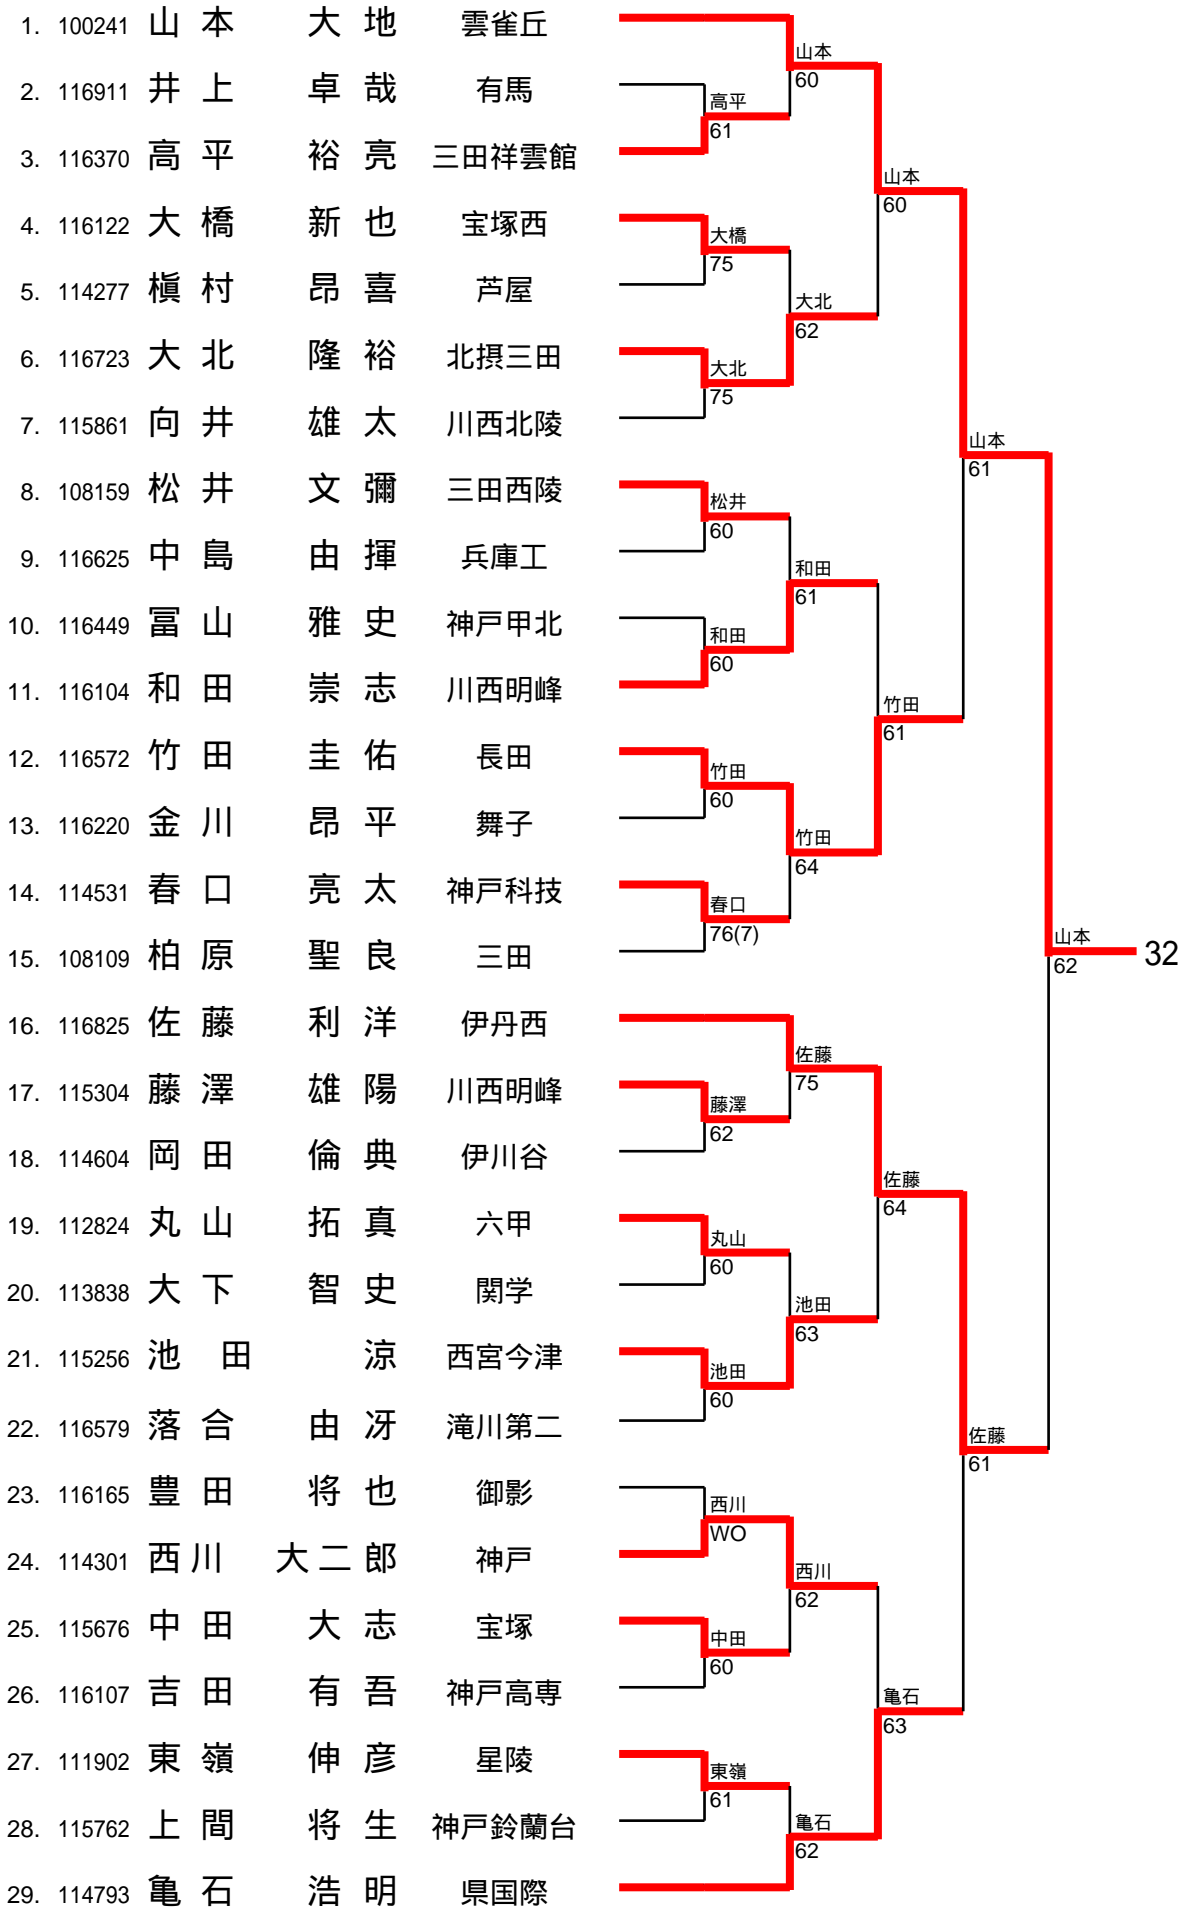 1. 100241 山本 大地 雲雀丘
2. 116911 井上 卓哉 有馬
3. 116370 高平 裕亮 三田祥雲館
4. 116122 大橋 新也 宝塚西
5. 114277 槇村 昂喜 芦屋
6. 116723 大北 隆裕 北摂三田
7. 115861 向井 雄太 川西北陵
8. 108159 松井 文彌 三田西陵
9. 116625 中島 由揮 兵庫工
10. 116449 冨山 雅史 神戸甲北
11. 116104 和田 崇志 川西明峰
12. 116572 竹田 圭佑 長田
13. 116220 金川 昂平 舞子
14. 114531 春口 亮太 神戸科技
15. 108109 柏原 聖良 三田
16. 116825 佐藤 利洋 伊丹西
17. 115304 藤澤 雄陽 川西明峰
18. 114604 岡田 倫典 伊川谷
19. 112824 丸山 拓真 六甲
20. 113838 大下 智史 関学
21. 115256 池田 涼 西宮今津
22. 116579 落合 由冴 滝川第二
23. 116165 豊田 将也 御影
24. 114301 西川 大二郎 神戸
25. 115676 中田 大志 宝塚
26. 116107 吉田 有吾 神戸高専
27. 111902 東嶺 伸彦 星陵
28. 115762 上間 将生 神戸鈴蘭台
29. 114793 亀石 浩明 県国際
高平
61
大橋
75
大北
75
松井
60
和田
60
竹田
60
春口
76(7)
藤澤
62
丸山
60
池田
60
西川
WO
中田
60
東嶺
61
山本
60
大北
62
和田
61
竹田
64
佐藤
75
池田
63
西川
62
亀石
62
山本
60
竹田
61
佐藤
64
亀石
63
山本
61
佐藤
61
山本
62
32